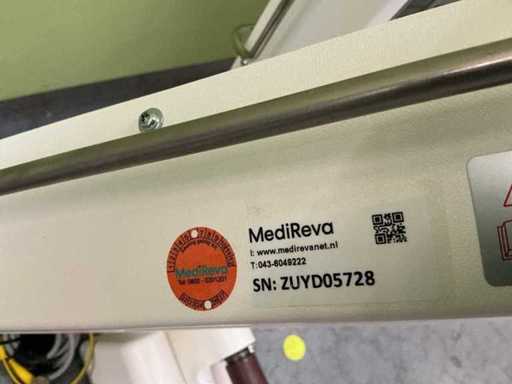 MediReva
I: www.medirevanet.nl
T: 043-6049222
SN: ZUYD05728
MediReva